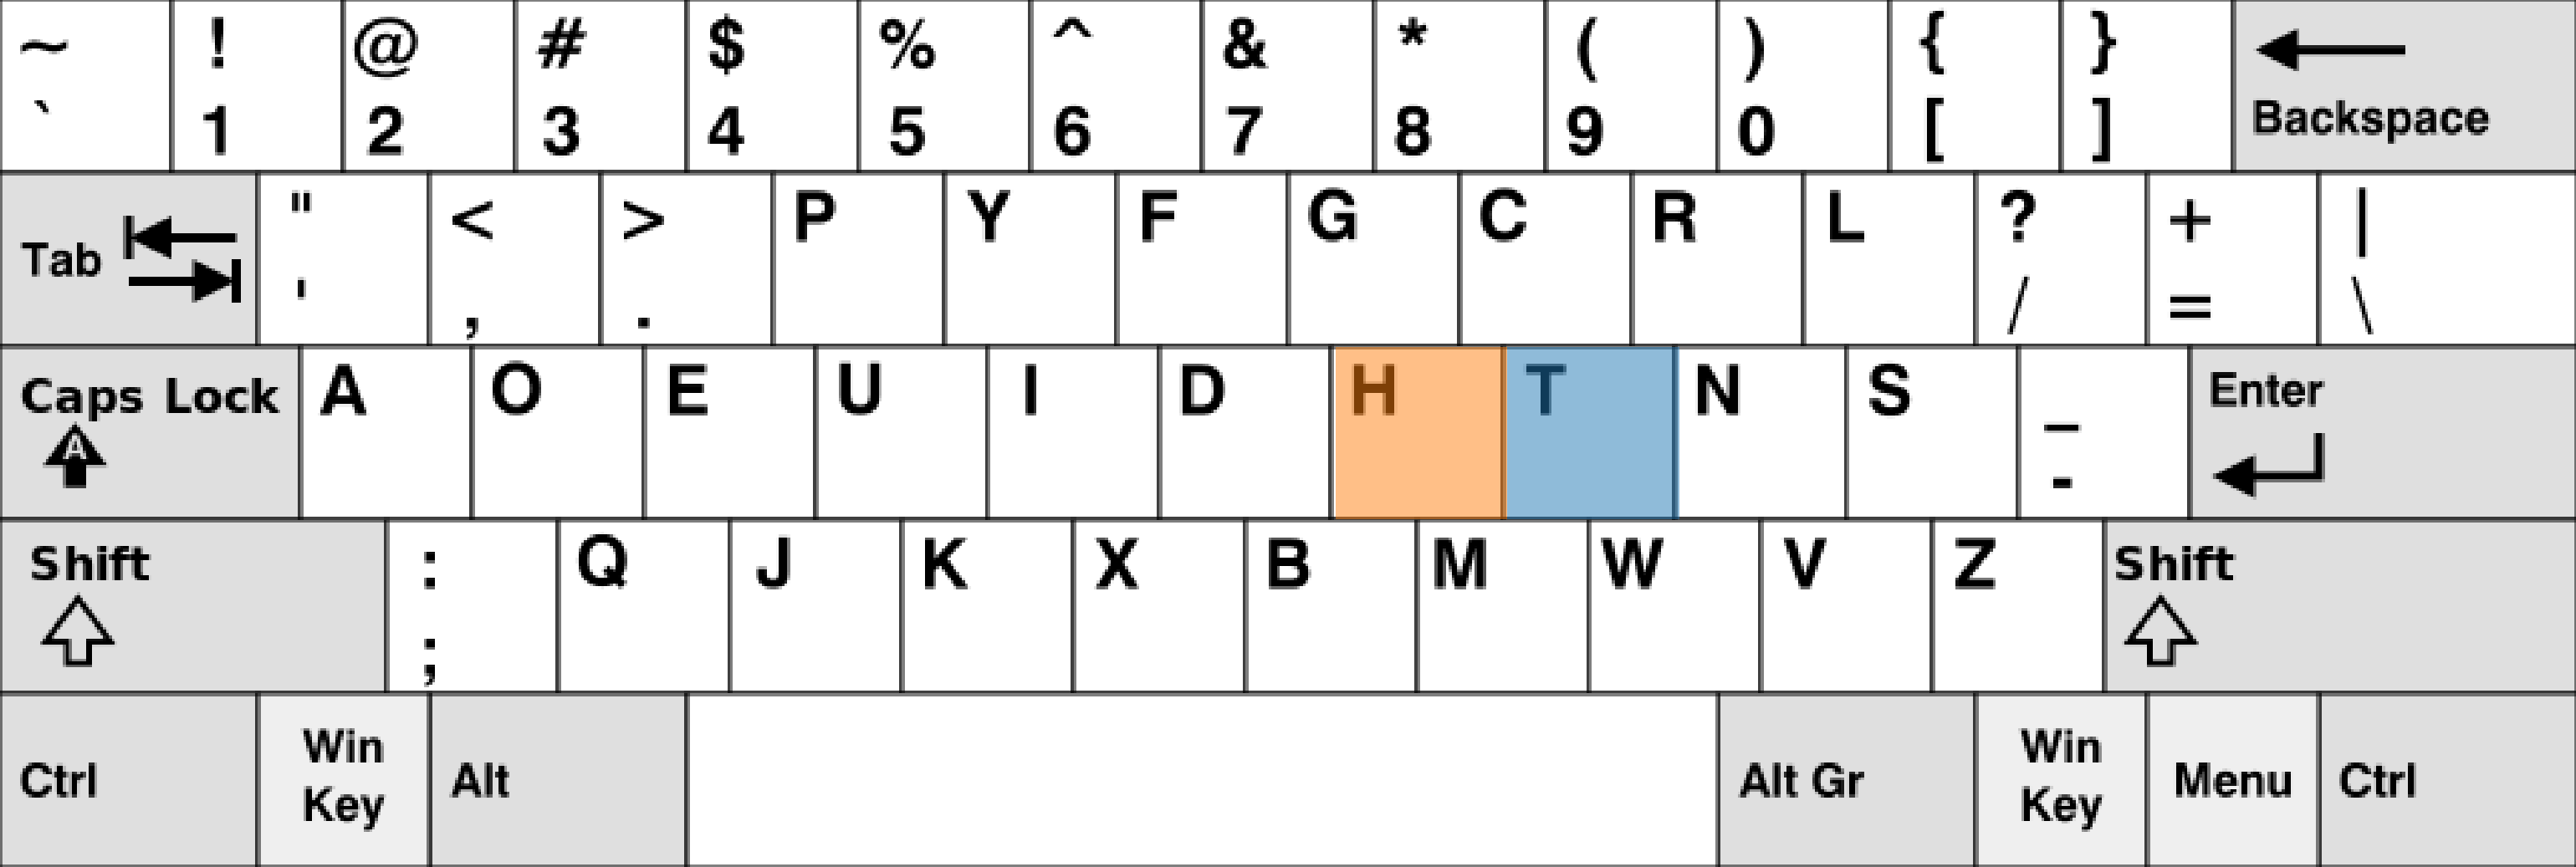 ~ ! @ # $ % ^ & * ( ) { }
` 1 2 3 4 5 6 7 8 9 0 [ ] Backspace
Tab " < > P Y F G C R L ? + |
' , . / = \
Caps Lock A O E U I D H T N S _ Enter
A -
Shift : Q J K X B M W V Z Shift
;
Ctrl Win Key Alt Alt Gr Win Key Menu Ctrl